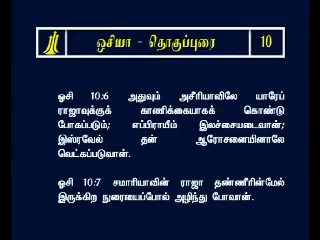 ஓசியா - தொகுப்புரை
10
ஓசி 10:6 அதுவும் அசீரியாவிலே யாரேப்
ராஜாவுக்குக் காணிக்கையாகக் கொண்டு
போகப்படும்; எப்பிராயீம் இலச்சையடைவான்;
இஸ்ரவேல் தன் ஆரோசனையினாலே
வெட்கப்படுவான்.
ஓசி 10:7 சமாரியாவின் ராஜா தண்ணீரின்மேல்
இருக்கிற நுரையைப்போல் அழிந்து போவான்.